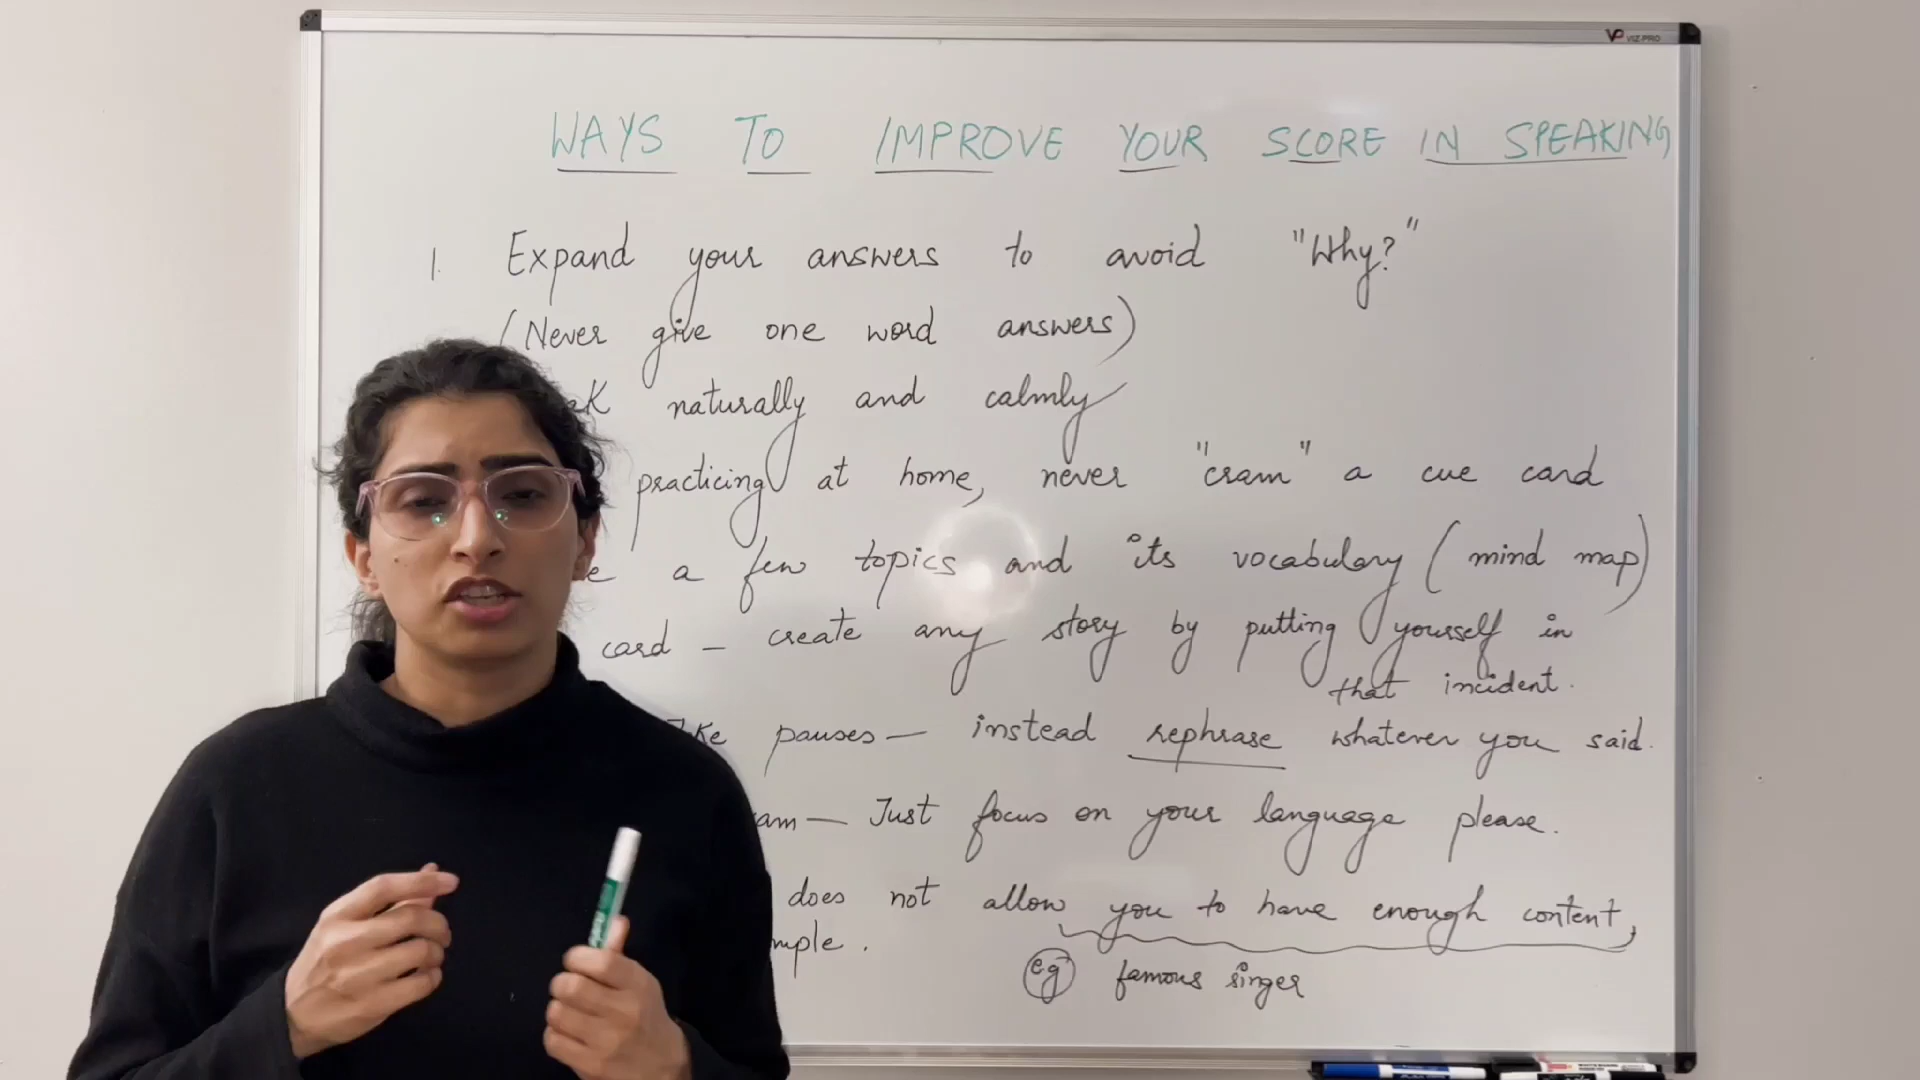 VIZ-PRO
WAYS TO IMPROVE YOUR SCORE IN SPEAKING
1. Expand your answers to avoid "Why?"
(Never give one word answers)
naturally and calmly
practicing at home, never "cram" a cue card
a few topics and its vocabulary (mind map)
card - create any story by putting yourself in
that incident.
pauses - instead rephrase whatever you said.
- Just focus on your language please.
does not allow you to have enough content,
eg famous singer